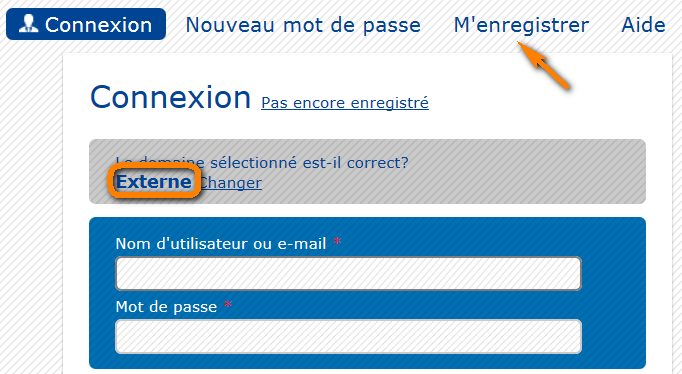 Connexion Nouveau mot de passe M'enregistrer Aide
Connexion Pas encore enregistré
Le domaine sélectionné est-il correct?
Externe Changer
Nom d'utilisateur ou e-mail *
Mot de passe *